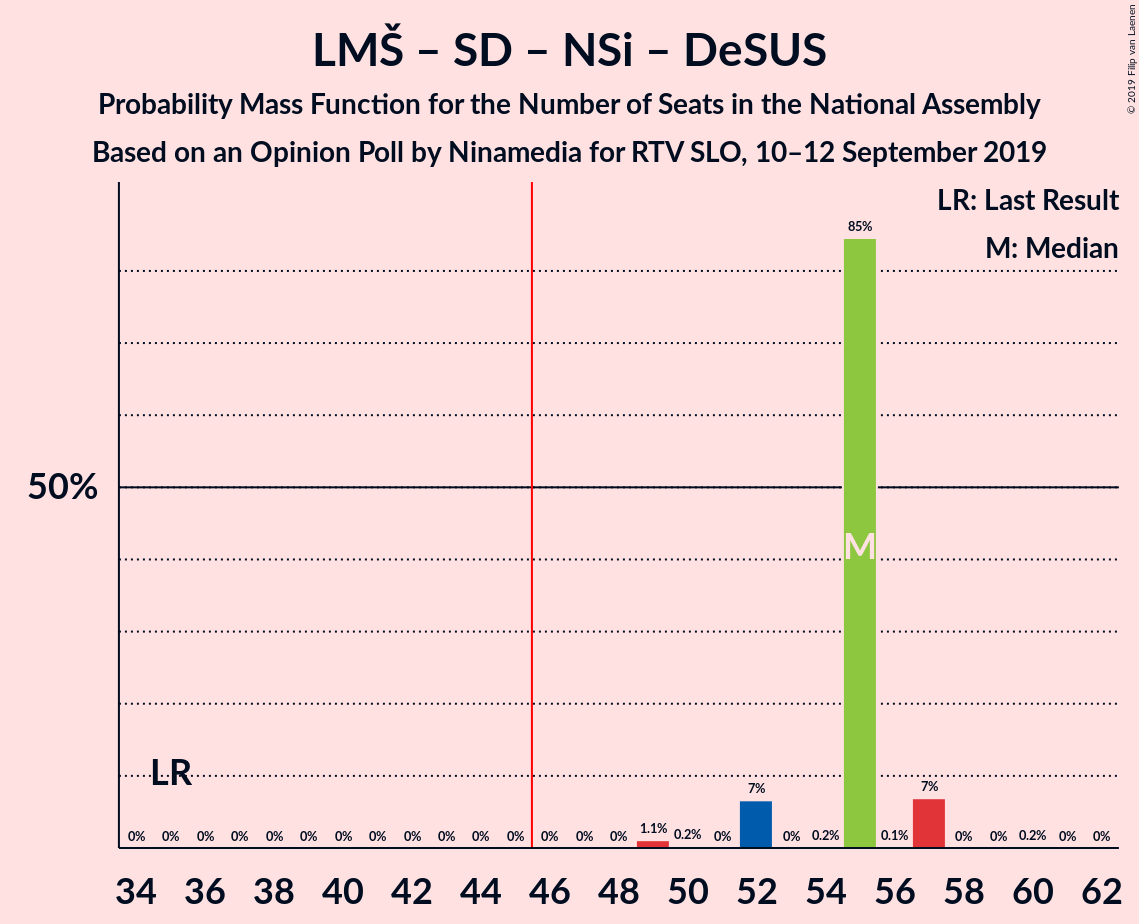 LMŠ – SD – NSi – DeSUS
Probability Mass Function for the Number of Seats in the National Assembly
Based on an Opinion Poll by Ninamedia for RTV SLO, 10–12 September 2019
© 2019 Filip van Laenen
LR: Last Result
M: Median
85%
50%
M
LR
7% 7%
0% 0% 0% 0% 0% 0% 0% 0% 0% 0% 0% 0% 0% 0% 0% 1.1% 0.2% 0% 0% 0.2% 0.1% 0% 0% 0.2% 0% 0%
34 36 38 40 42 44 46 48 50 52 54 56 58 60 62